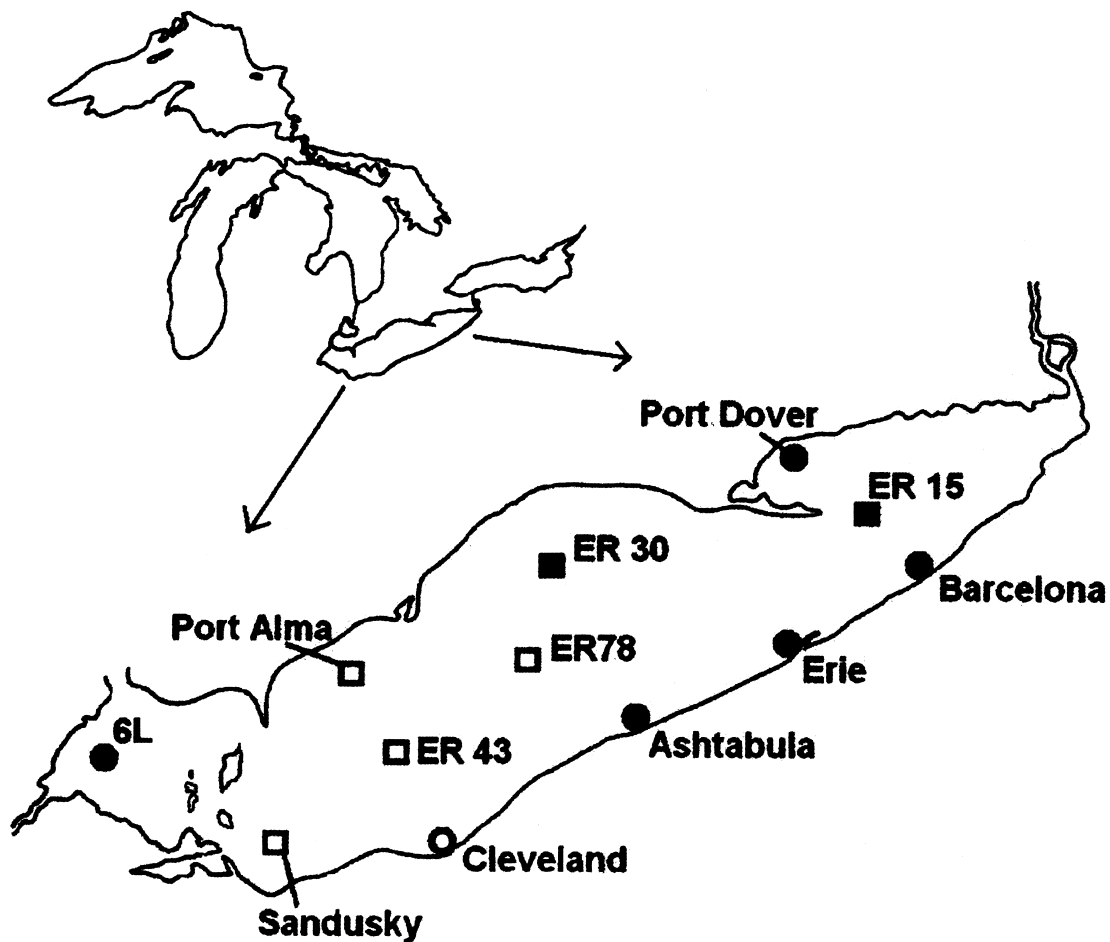 Port Dover
ER 15
ER 30
Barcelona
Port Alma
ER78
Erie
6L
ER 43
Ashtabula
Cleveland
Sandusky